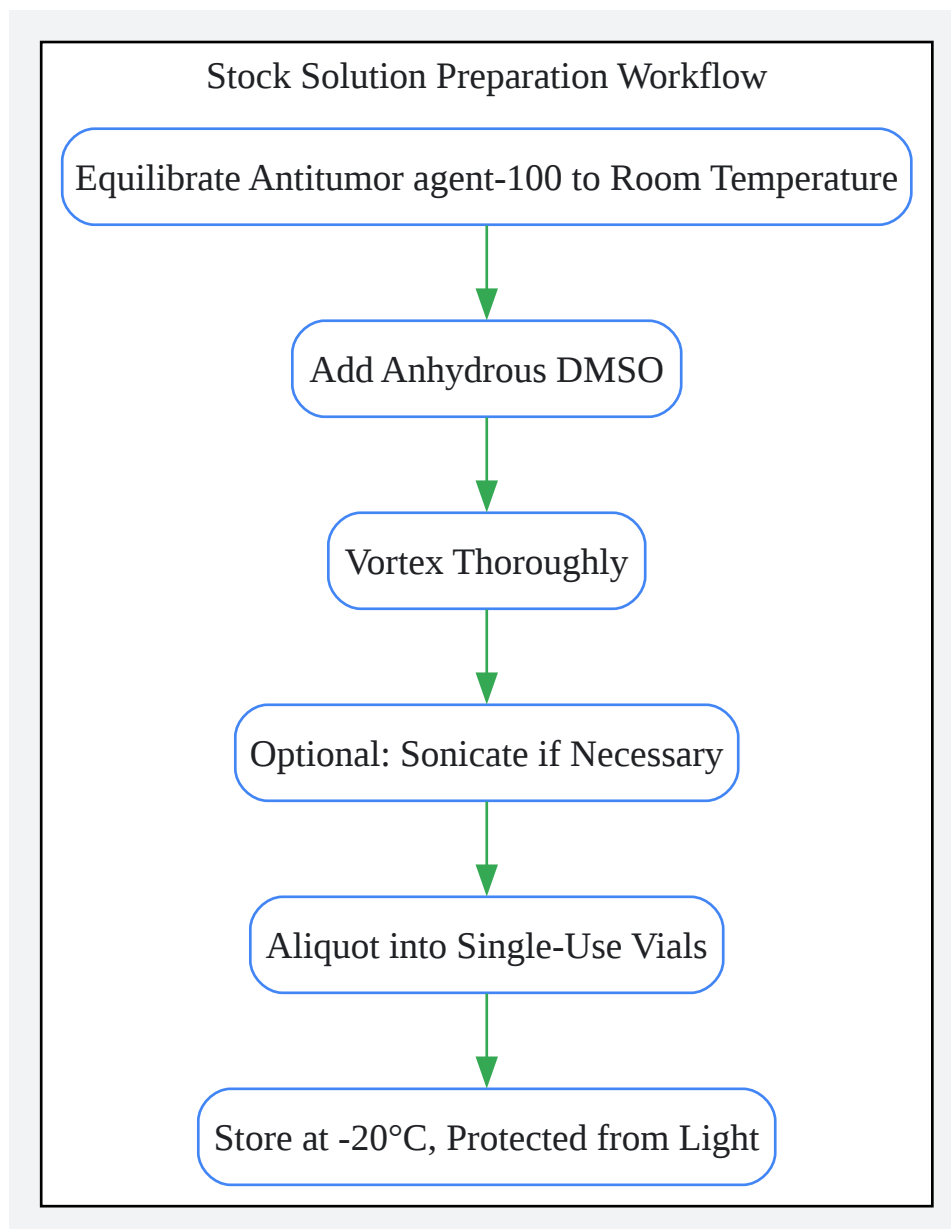 Stock Solution Preparation Workflow
Equilibrate Antitumor agent-100 to Room Temperature
Add Anhydrous DMSO
Vortex Thoroughly
Optional: Sonicate if Necessary
Aliquot into Single-Use Vials
Store at -20°C, Protected from Light